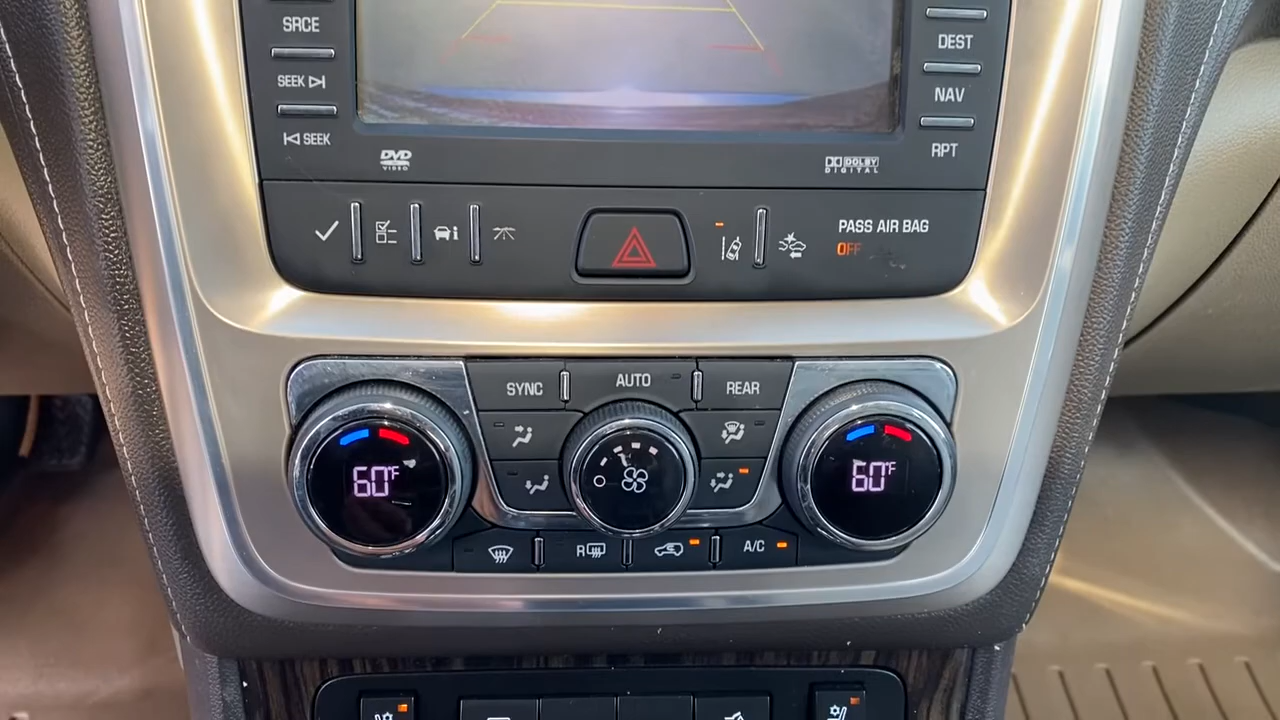 SRCE
SEEK
SEEK
DVD
VIDEO
DEST
NAV
RPT
DOLBY
DIGITAL
PASS AIR BAG
OFF
SYNC
AUTO
REAR
60°F
60°F
R
A/C